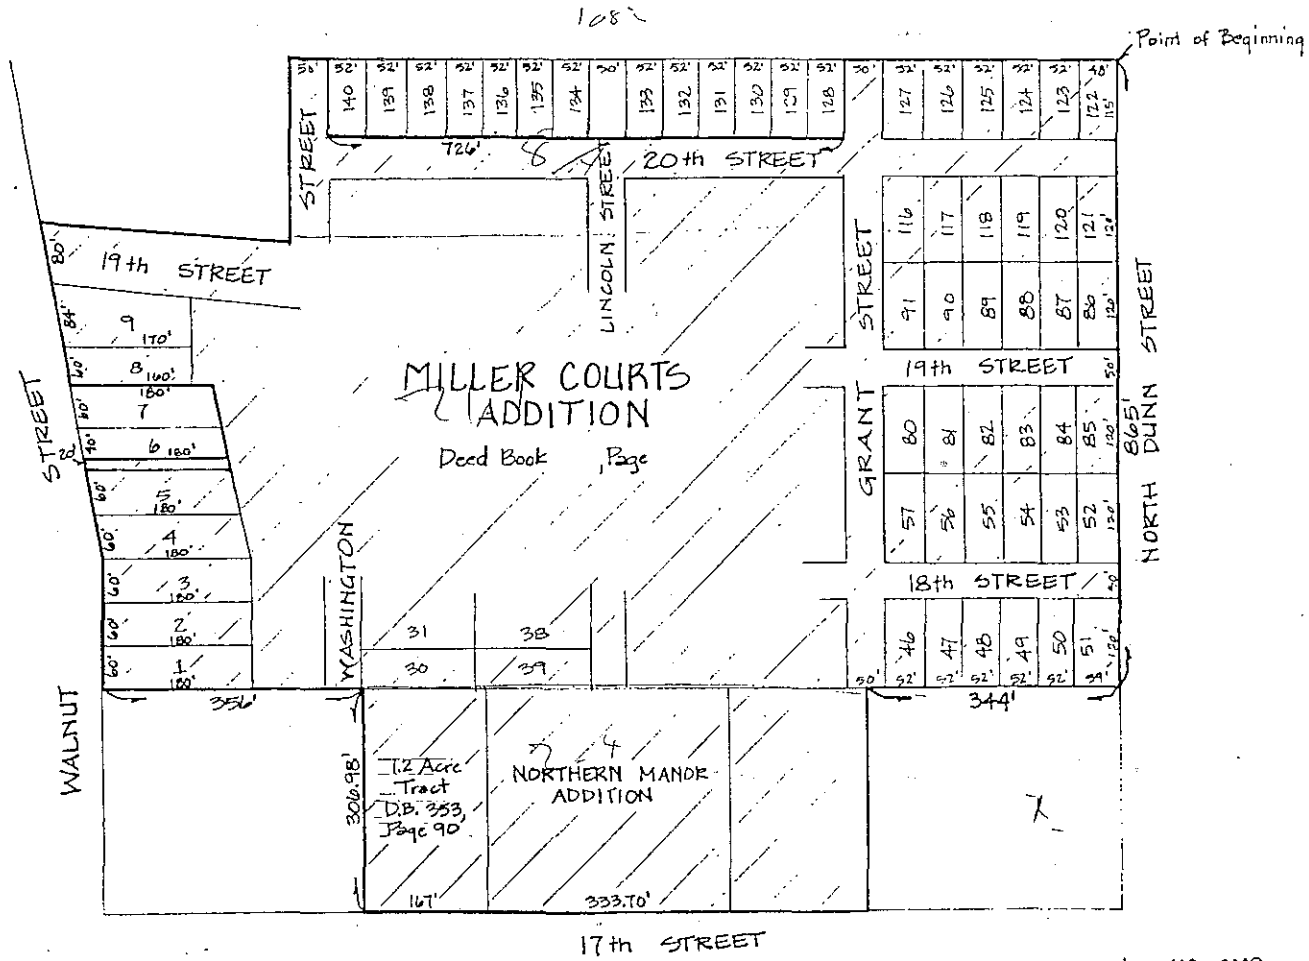 108
Point of Beginning
50' 52' 52' 52' 52' 52' 52' 52' 50' 52' 52' 52' 52' 52' 52' 50' 52' 52' 52' 52' 52' 48'
140 139 138 137 136 135 134 133 132 131 130 129 128 127 126 125 124 123 122 115'
STREET
726'
8
20th STREET
LINCOLN STREET
116 117 118 119 120 121 120'
80'
19th STREET
84'
9
170'
91 90 89 88 87 86 120'
60'
8 160'
180'
19th STREET 50'
MILLER COURTS
ADDITION
Deed Book , Page
GRANT STREET
NORTH DUNN STREET
865'
60'
7
40'
6 180'
20'
80 81 82 83 84 85 120'
60'
5
180'
60'
4
180'
57 56 55 54 53 52 120'
60'
3
180'
18th STREET 50'
60'
2
180'
60'
1
180'
WASHINGTON
31 38
30 39
46 47 48 49 50 51 120'
50' 52' 52' 52' 52' 52' 59'
WALNUT STREET
356'
344'
306.98'
1.2 Acre
Tract
D.B. 353,
Page 90
4
NORTHERN MANOR
ADDITION
167'
333.70'
17th STREET